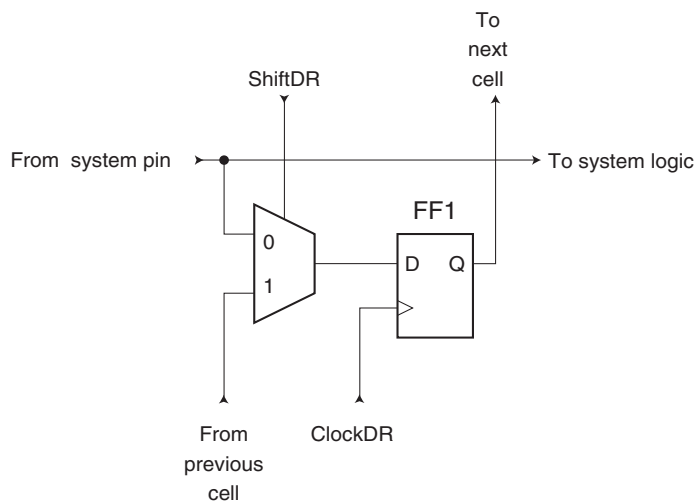 To
next
cell
ShiftDR
From system pin
To system logic
FF1
0
D Q
1
From
previous
cell
ClockDR